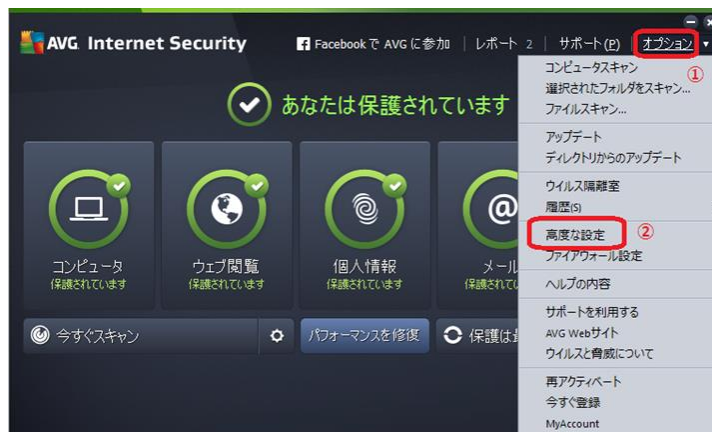 AVG. Internet Security
Facebook で AVG に参加 | レポート 2 | サポート(P) | オプション ▼
①
あなたは保護されています
コンピュータスキャン
選択されたフォルダをスキャン...
ファイルスキャン...
アップデート
ディレクトリからのアップデート
ウイルス隔離室
履歴(S)
高度な設定
②
ファイアウォール設定
ヘルプの内容
サポートを利用する
AVG Webサイト
ウイルスと脅威について
再アクティベート
今すぐ登録
MyAccount
コンピュータ
保護されています
ウェブ閲覧
保護されています
個人情報
保護されています
メール
保護されてい
今すぐスキャン
パフォーマンスを修復
保護は